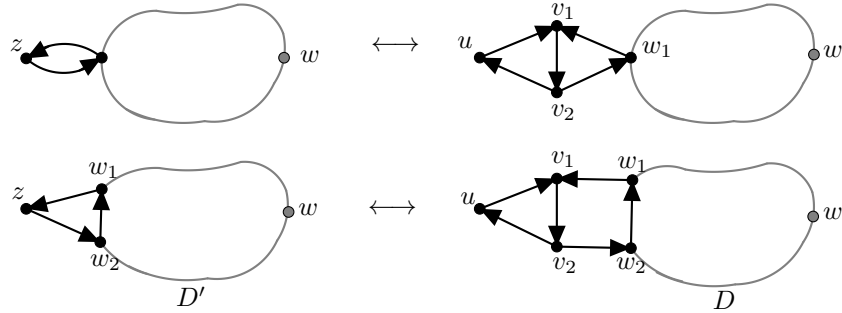 z w ⟷ u v₁ v₂ w₁ w
z w₁ w₂ w ⟷ u v₁ v₂ w₁ w₂ w
D′ D